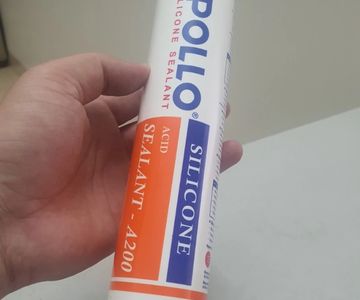 POLLO®
ICONE SEALANT
SILICONE
ACID
SEALANT - A200